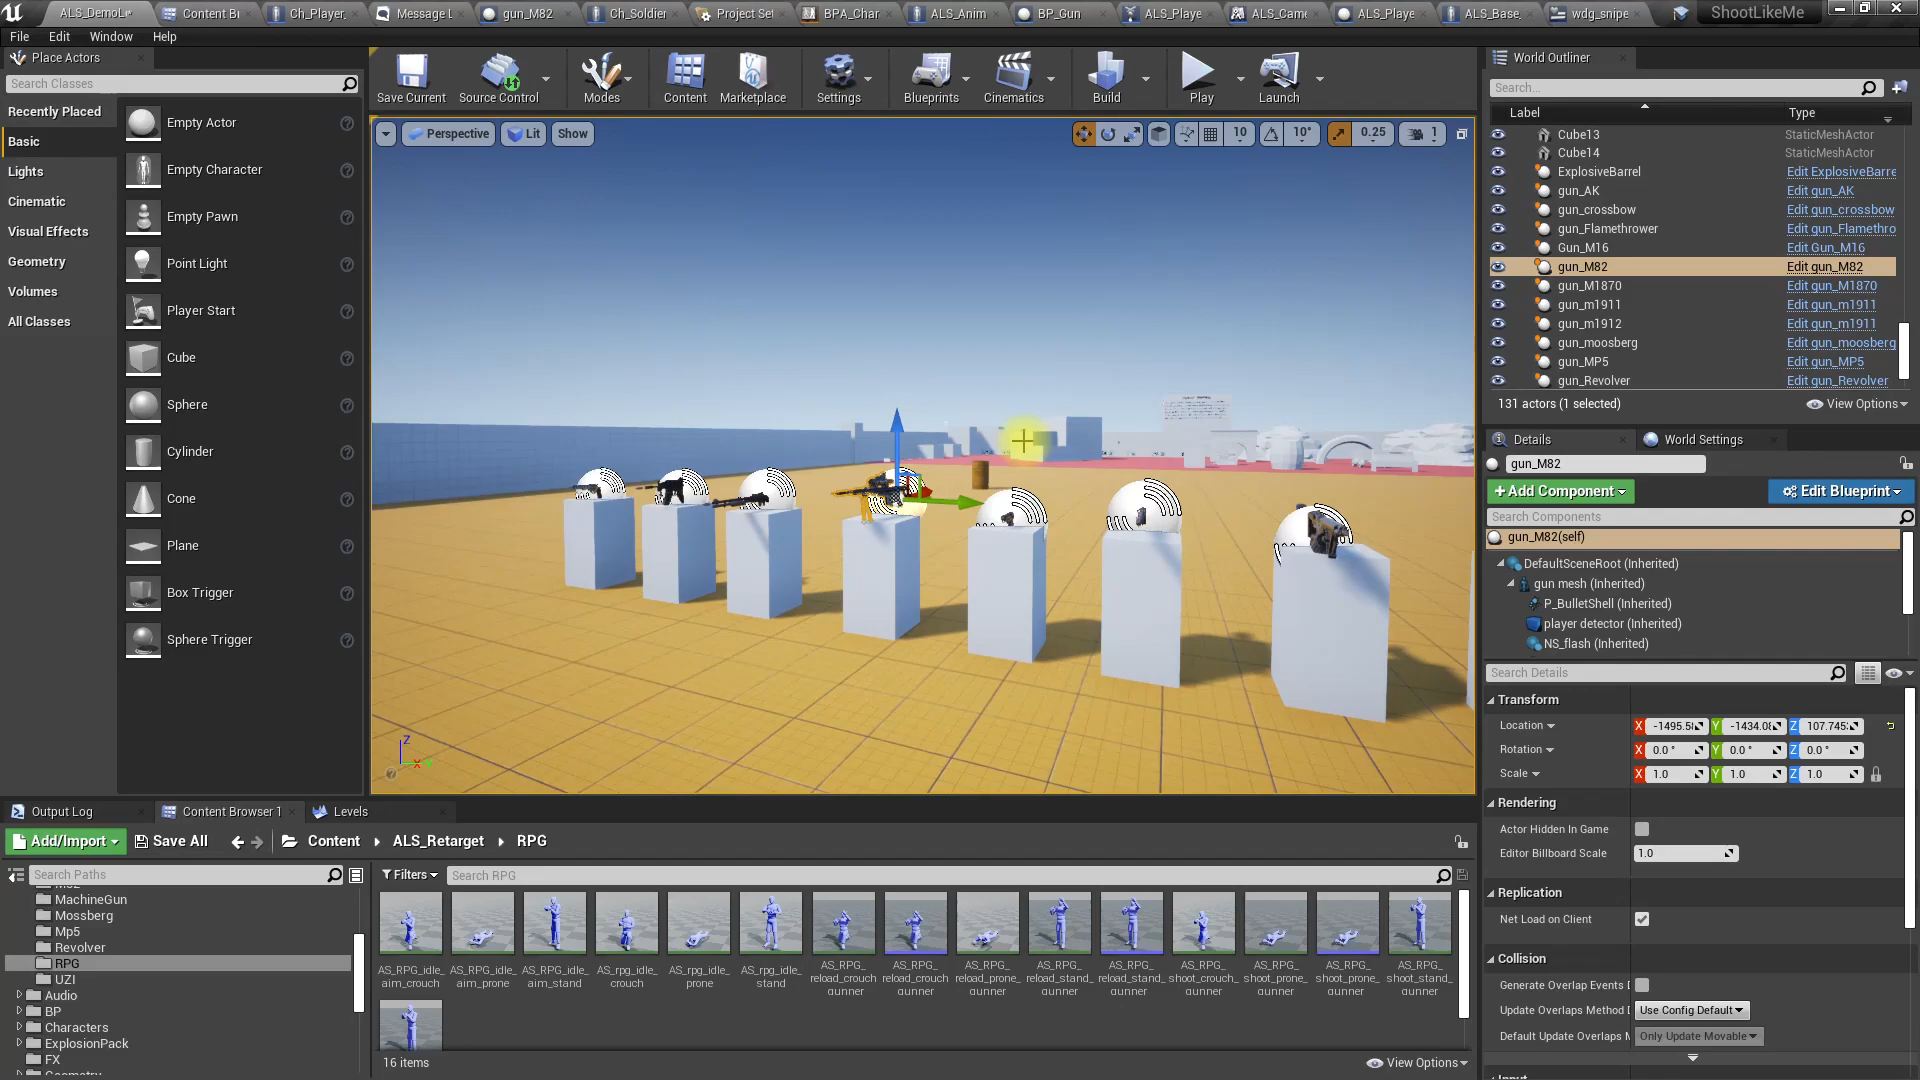 ALS_DemoL
Content Br
Ch_Player_
Message L
gun_M82
Ch_Soldier
Project Set
BPA_Char
ALS_Anim
BP_Gun
ALS_Playe
ALS_Came
ALS_Playe
ALS_Base_
wdg_snipe
ShootLikeMe
File
Edit
Window
Help
Place Actors
Search Classes
Recently Placed
Basic
Lights
Cinematic
Visual Effects
Geometry
Volumes
All Classes
Empty Actor
Empty Character
Empty Pawn
Point Light
Player Start
Cube
Sphere
Cylinder
Cone
Plane
Box Trigger
Sphere Trigger
Save Current
Source Control
Modes
Content
Marketplace
Settings
Blueprints
Cinematics
Build
Play
Launch
Perspective
Lit
Show
10
10°
0.25
1
Z
X
Y
World Outliner
Search...
Label
Type
Cube13 StaticMeshActor
Cube14 StaticMeshActor
ExplosiveBarrel Edit ExplosiveBarre
gun_AK Edit gun_AK
gun_crossbow Edit gun_crossbow
gun_Flamethrower Edit gun_Flamethro
Gun_M16 Edit Gun_M16
gun_M82 Edit gun_M82
gun_M1870 Edit gun_M1870
gun_m1911 Edit gun_m1911
gun_m1912 Edit gun_m1911
gun_moosberg Edit gun_moosberg
gun_MP5 Edit gun_MP5
gun_Revolver Edit gun_Revolver
131 actors (1 selected)
View Options
Details
World Settings
gun_M82
+Add Component
Edit Blueprint
Search Components
gun_M82(self)
DefaultSceneRoot (Inherited)
gun mesh (Inherited)
P_BulletShell (Inherited)
player detector (Inherited)
NS_flash (Inherited)
Search Details
Transform
Location X -1495.5 Y -1434.0 Z 107.745
Rotation X 0.0 ° Y 0.0 ° Z 0.0 °
Scale X 1.0 Y 1.0 Z 1.0
Rendering
Actor Hidden In Game
Editor Billboard Scale 1.0
Replication
Net Load on Client
Collision
Generate Overlap Events D
Update Overlaps Method D Use Config Default
Default Update Overlaps M Only Update Movable
Input
Output Log
Content Browser 1
Levels
Add/Import
Save All
Content
ALS_Retarget
RPG
Search Paths
MachineGun
Mossberg
Mp5
Revolver
RPG
UZI
Audio
BP
Characters
ExplosionPack
FX
Geometry
Filters
Search RPG
AS_RPG_idle_aim_crouch
AS_RPG_idle_aim_prone
AS_RPG_idle_aim_stand
AS_rpg_idle_crouch
AS_rpg_idle_prone
AS_rpg_idle_stand
AS_RPG_reload_crouch_gunner
AS_RPG_reload_crouch_gunner
AS_RPG_reload_prone_gunner
AS_RPG_reload_stand_gunner
AS_RPG_reload_stand_gunner
AS_RPG_shoot_crouch_gunner
AS_RPG_shoot_prone_gunner
AS_RPG_shoot_prone_gunner
AS_RPG_shoot_stand_gunner
16 items
View Options